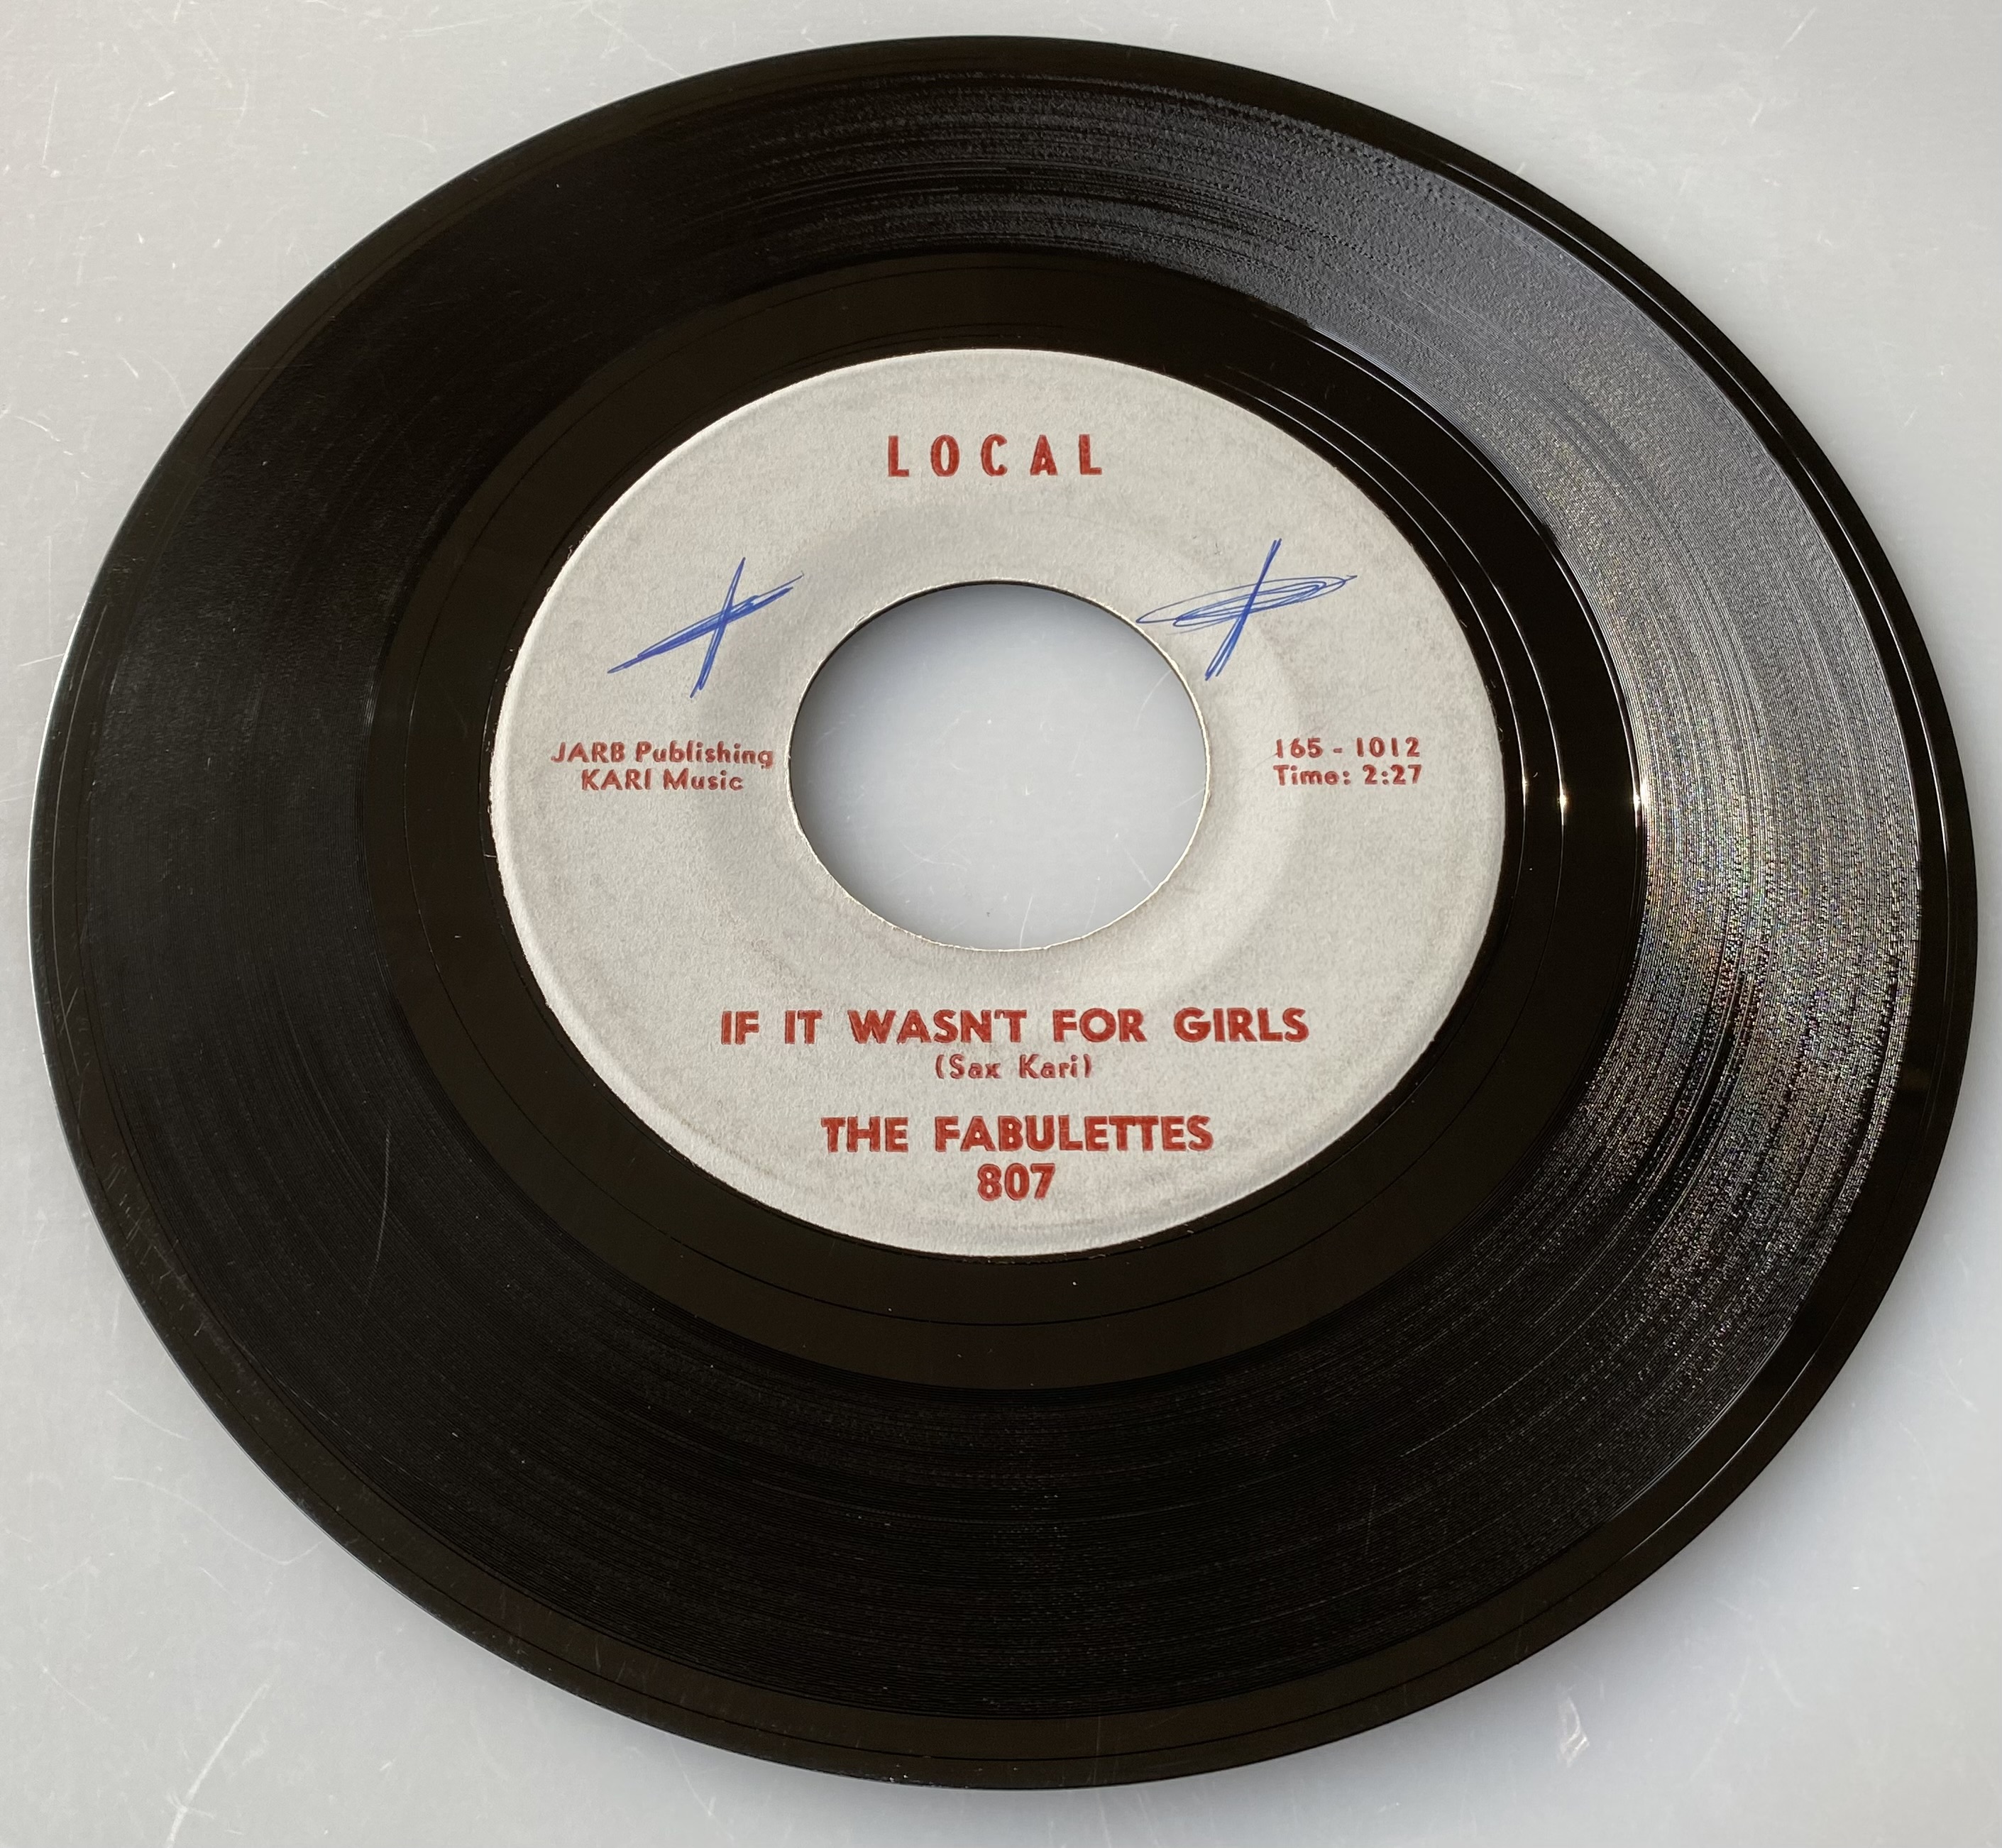 LOCAL
JARB Publishing
KARI Music
165 - 1012
Time: 2:27
IF IT WASN'T FOR GIRLS
(Sax Kari)
THE FABULETTES
807